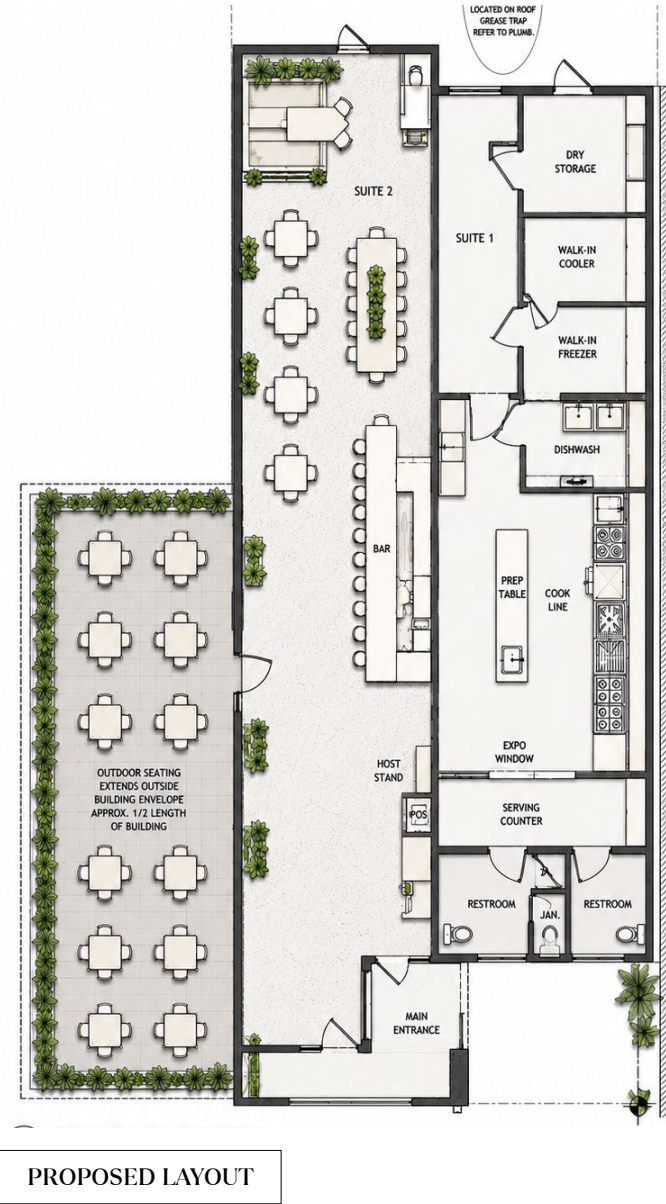 LOCATED ON ROOF
GREASE TRAP
REFER TO PLUMB.
SUITE 2
DRY
STORAGE
SUITE 1
WALK-IN
COOLER
WALK-IN
FREEZER
DISHWASH
BAR
PREP
TABLE
COOK
LINE
EXPO
WINDOW
HOST
STAND
OUTDOOR SEATING
EXTENDS OUTSIDE
BUILDING ENVELOPE
APPROX. 1/2 LENGTH
OF BUILDING
POS
SERVING
COUNTER
RESTROOM
JAN.
RESTROOM
MAIN
ENTRANCE
PROPOSED LAYOUT